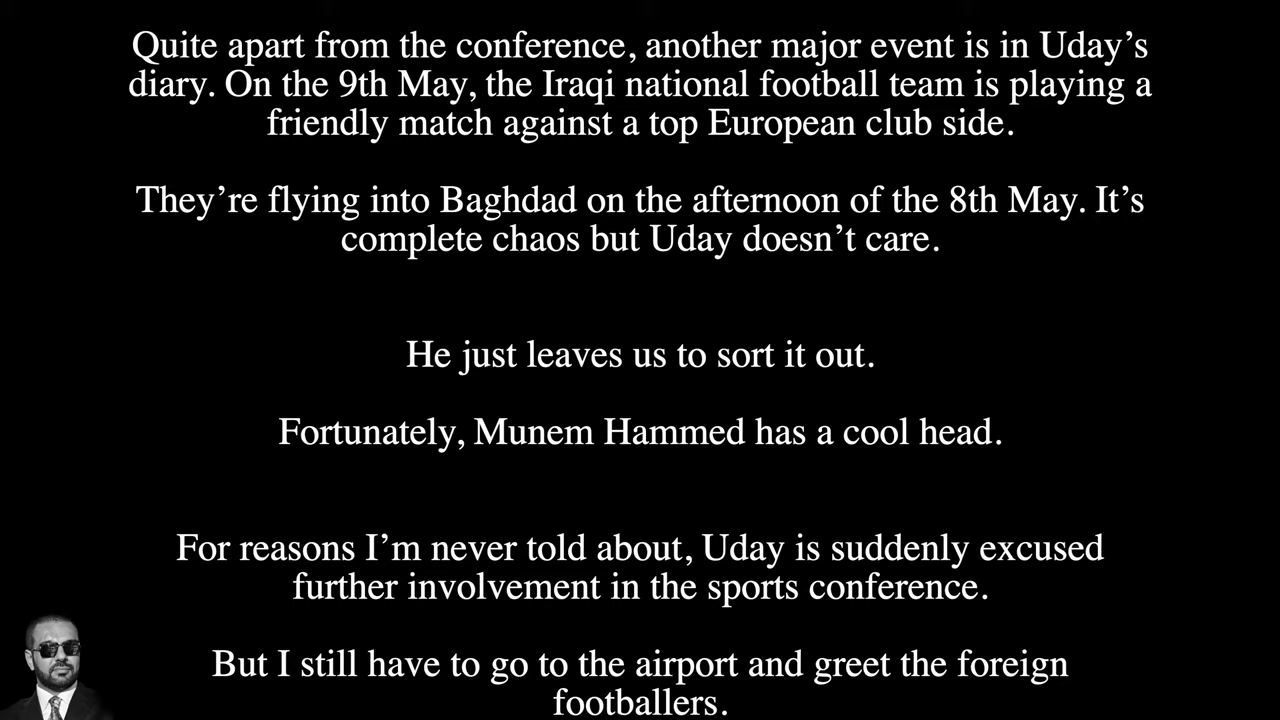 Quite apart from the conference, another major event is in Uday’s
diary. On the 9th May, the Iraqi national football team is playing a
friendly match against a top European club side.
They’re flying into Baghdad on the afternoon of the 8th May. It’s
complete chaos but Uday doesn’t care.
He just leaves us to sort it out.
Fortunately, Munem Hammed has a cool head.
For reasons I’m never told about, Uday is suddenly excused
further involvement in the sports conference.
But I still have to go to the airport and greet the foreign
footballers.